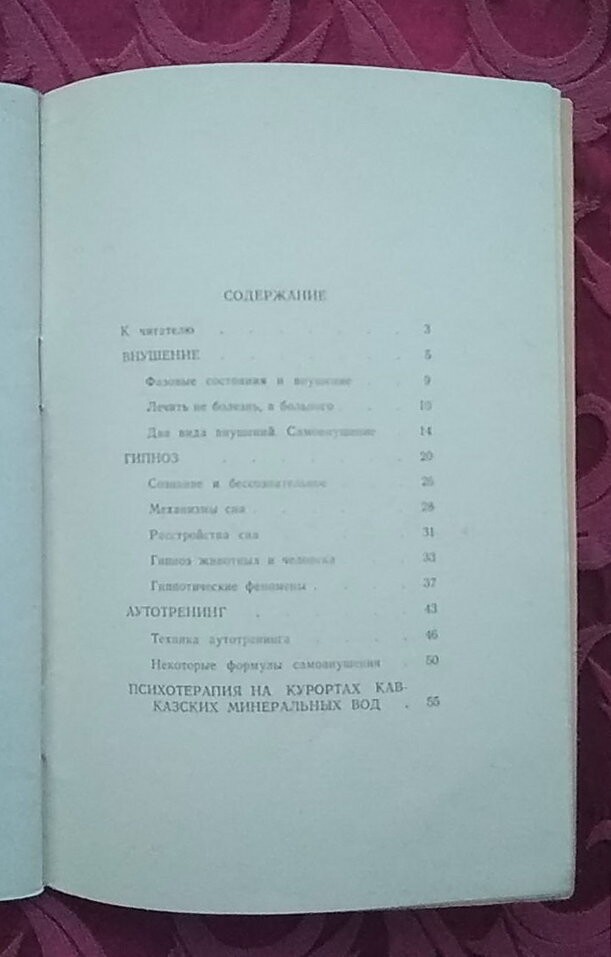 СОДЕРЖАНИЕ
К читателю . . . . . . . 3
ВНУШЕНИЕ . . . . . . 5
Фазовые состояния и внушение . . 9
Лечить не болезнь, а больного . . . 10
Два вида внушений. Самовнушение . 14
ГИПНОЗ . . . . . . . 20
Сознание и бессознательное . . . 26
Механизмы сна . . . . . . 28
Расстройства сна . . . . . 31
Гипноз животных и человека . . . 33
Гипнотические феномены . . . . 37
АУТОТРЕНИНГ . . . . . . 43
Техника аутотренинга . . . . 46
Некоторые формулы самовнушения . 50
ПСИХОТЕРАПИЯ НА КУРОРТАХ КАВ-
КАЗСКИХ МИНЕРАЛЬНЫХ ВОД . 55